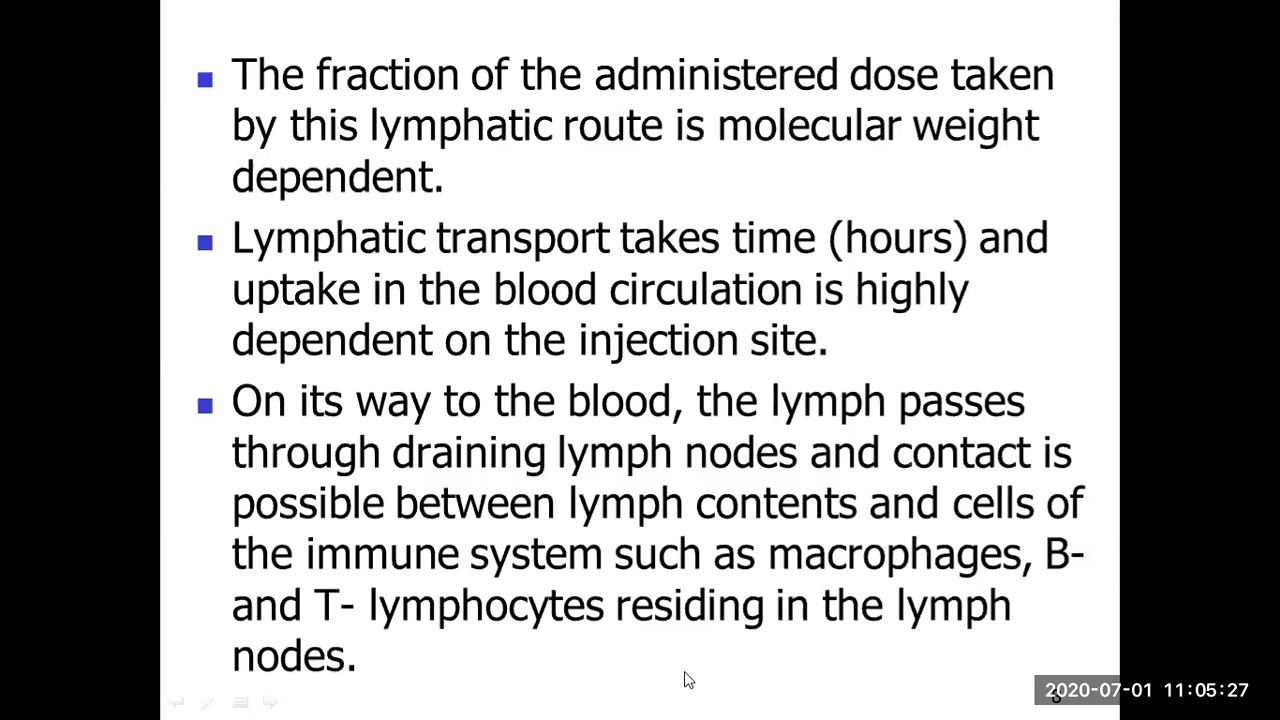 The fraction of the administered dose taken
by this lymphatic route is molecular weight
dependent.
Lymphatic transport takes time (hours) and
uptake in the blood circulation is highly
dependent on the injection site.
On its way to the blood, the lymph passes
through draining lymph nodes and contact is
possible between lymph contents and cells of
the immune system such as macrophages, B-
and T- lymphocytes residing in the lymph
nodes.
2020-07-01 11:05:27